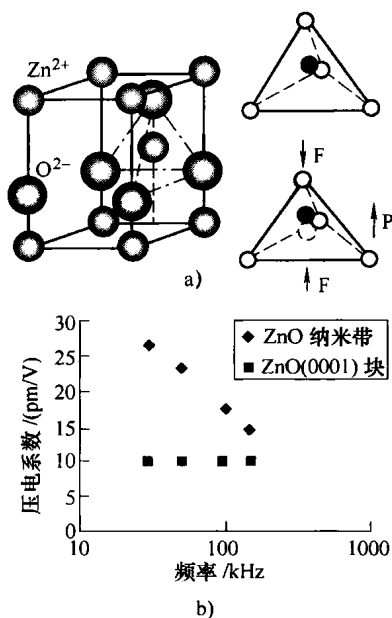 Zn²⁺
O²⁻
F
P
F
a)
30
25
20
15
10
5
0
压电系数/(pm/V)
ZnO 纳米带
ZnO(0001) 块
10
100
1000
频率/kHz
b)